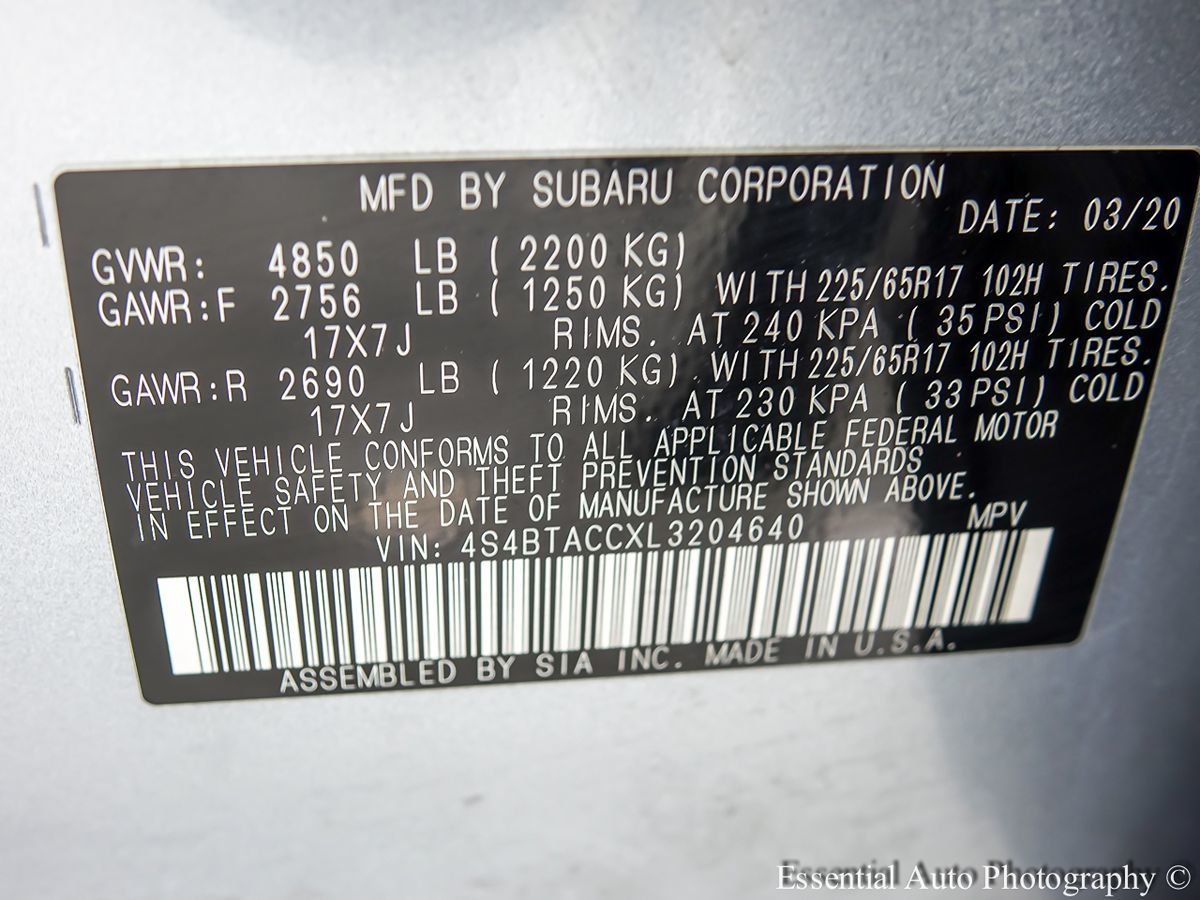 MFD BY SUBARU CORPORATION
DATE: 03/20
GVWR: 4850 LB ( 2200 KG)
GAWR:F 2756 LB ( 1250 KG) WITH 225/65R17 102H TIRES.
17X7J RIMS. AT 240 KPA ( 35 PSI) COLD
GAWR:R 2690 LB ( 1220 KG) WITH 225/65R17 102H TIRES.
17X7J RIMS. AT 230 KPA ( 33 PSI) COLD
THIS VEHICLE CONFORMS TO ALL APPLICABLE FEDERAL MOTOR
VEHICLE SAFETY AND THEFT PREVENTION STANDARDS
IN EFFECT ON THE DATE OF MANUFACTURE SHOWN ABOVE.
VIN: 4S4BTACCXL3204640 MPV
ASSEMBLED BY SIA INC. MADE IN U.S.A.
Essential Auto Photography ©